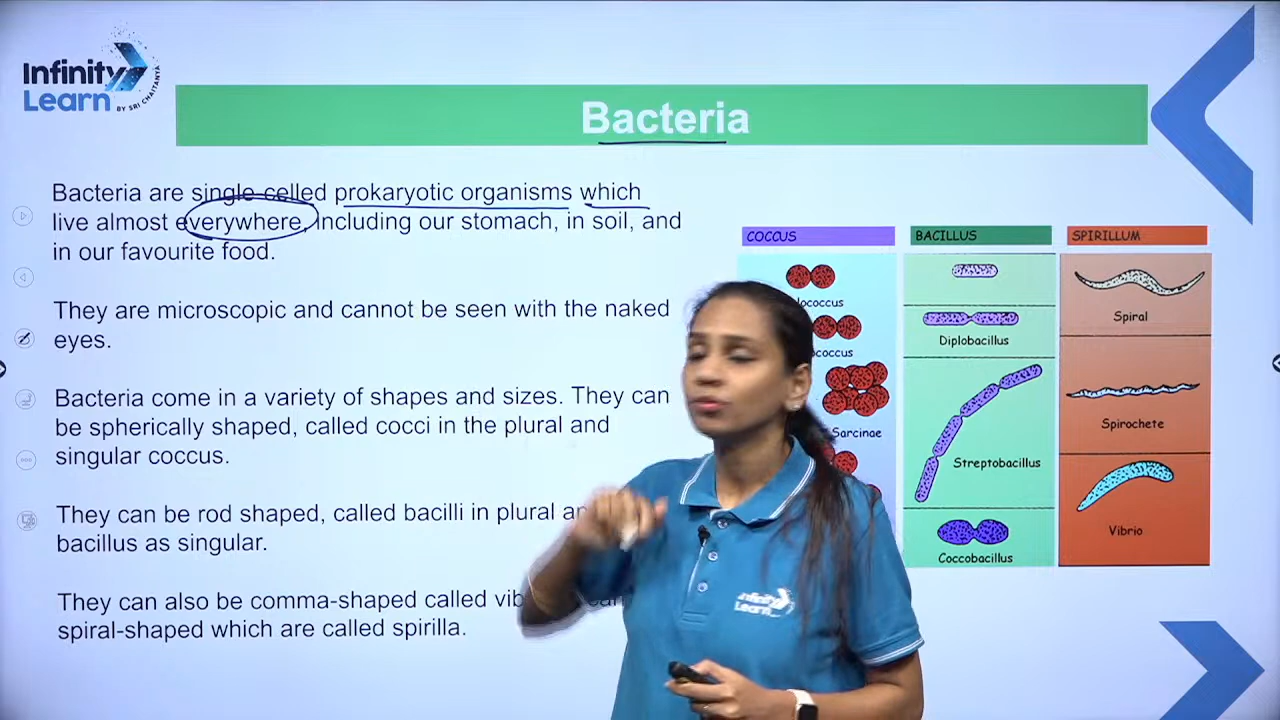 Infinity
Learn
BY SRI CHAITANYA
Bacteria
Bacteria are single-celled prokaryotic organisms which
live almost everywhere, including our stomach, in soil, and
in our favourite food.
They are microscopic and cannot be seen with the naked
eyes.
Bacteria come in a variety of shapes and sizes. They can
be spherically shaped, called cocci in the plural and
singular coccus.
They can be rod shaped, called bacilli in plural
bacillus as singular.
They can also be comma-shaped called
spiral-shaped which are called spirilla.
COCCUS
Sarcinae
BACILLUS
Diplobacillus
Streptobacillus
Coccobacillus
SPIRILLUM
Spiral
Spirochete
Vibrio
Infinity
Learn